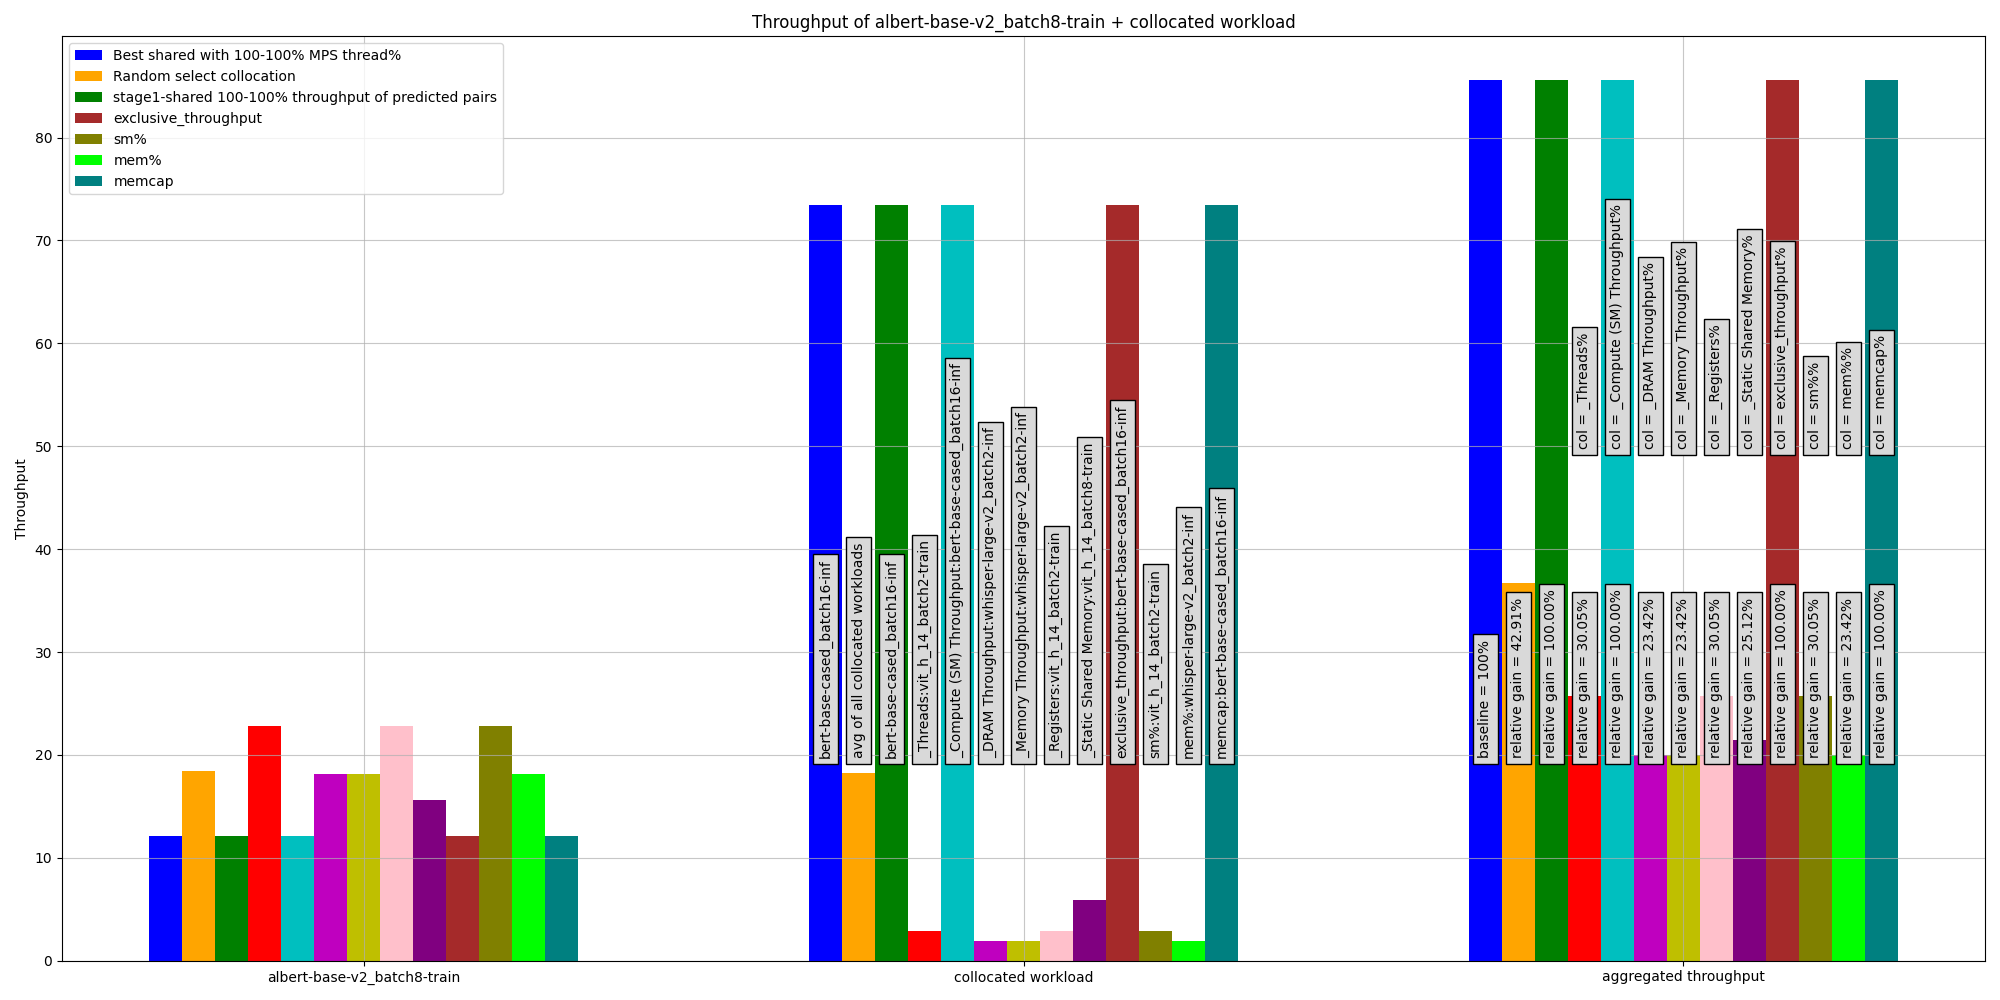 Throughput of albert-base-v2_batch8-train + collocated workload
Best shared with 100-100% MPS thread%
Random select collocation
stage1-shared 100-100% throughput of predicted pairs
exclusive_throughput
sm%
mem%
memcap
Throughput
80
70
60
50
40
30
20
10
0
bert-base-cased_batch16-inf
avg of all collocated workloads
bert-base-cased_batch16-inf
_Threads:vit_h_14_batch2-train
_Compute (SM) Throughput:bert-base-cased_batch16-inf
_DRAM Throughput:whisper-large-v2_batch2-inf
_Memory Throughput:whisper-large-v2_batch2-inf
_Registers:vit_h_14_batch2-train
_Static Shared Memory:vit_h_14_batch8-train
exclusive_throughput:bert-base-cased_batch16-inf
sm%:vit_h_14_batch2-train
mem%:whisper-large-v2_batch2-inf
memcap:bert-base-cased_batch16-inf
col = _Threads%
col = _Compute (SM) Throughput%
col = _DRAM Throughput%
col = _Memory Throughput%
col = _Registers%
col = _Static Shared Memory%
col = exclusive_throughput%
col = sm%%
col = mem%%
col = memcap%
baseline = 100%
relative gain = 42.91%
relative gain = 100.00%
relative gain = 30.05%
relative gain = 100.00%
relative gain = 23.42%
relative gain = 23.42%
relative gain = 30.05%
relative gain = 25.12%
relative gain = 100.00%
relative gain = 30.05%
relative gain = 23.42%
relative gain = 100.00%
albert-base-v2_batch8-train
collocated workload
aggregated throughput